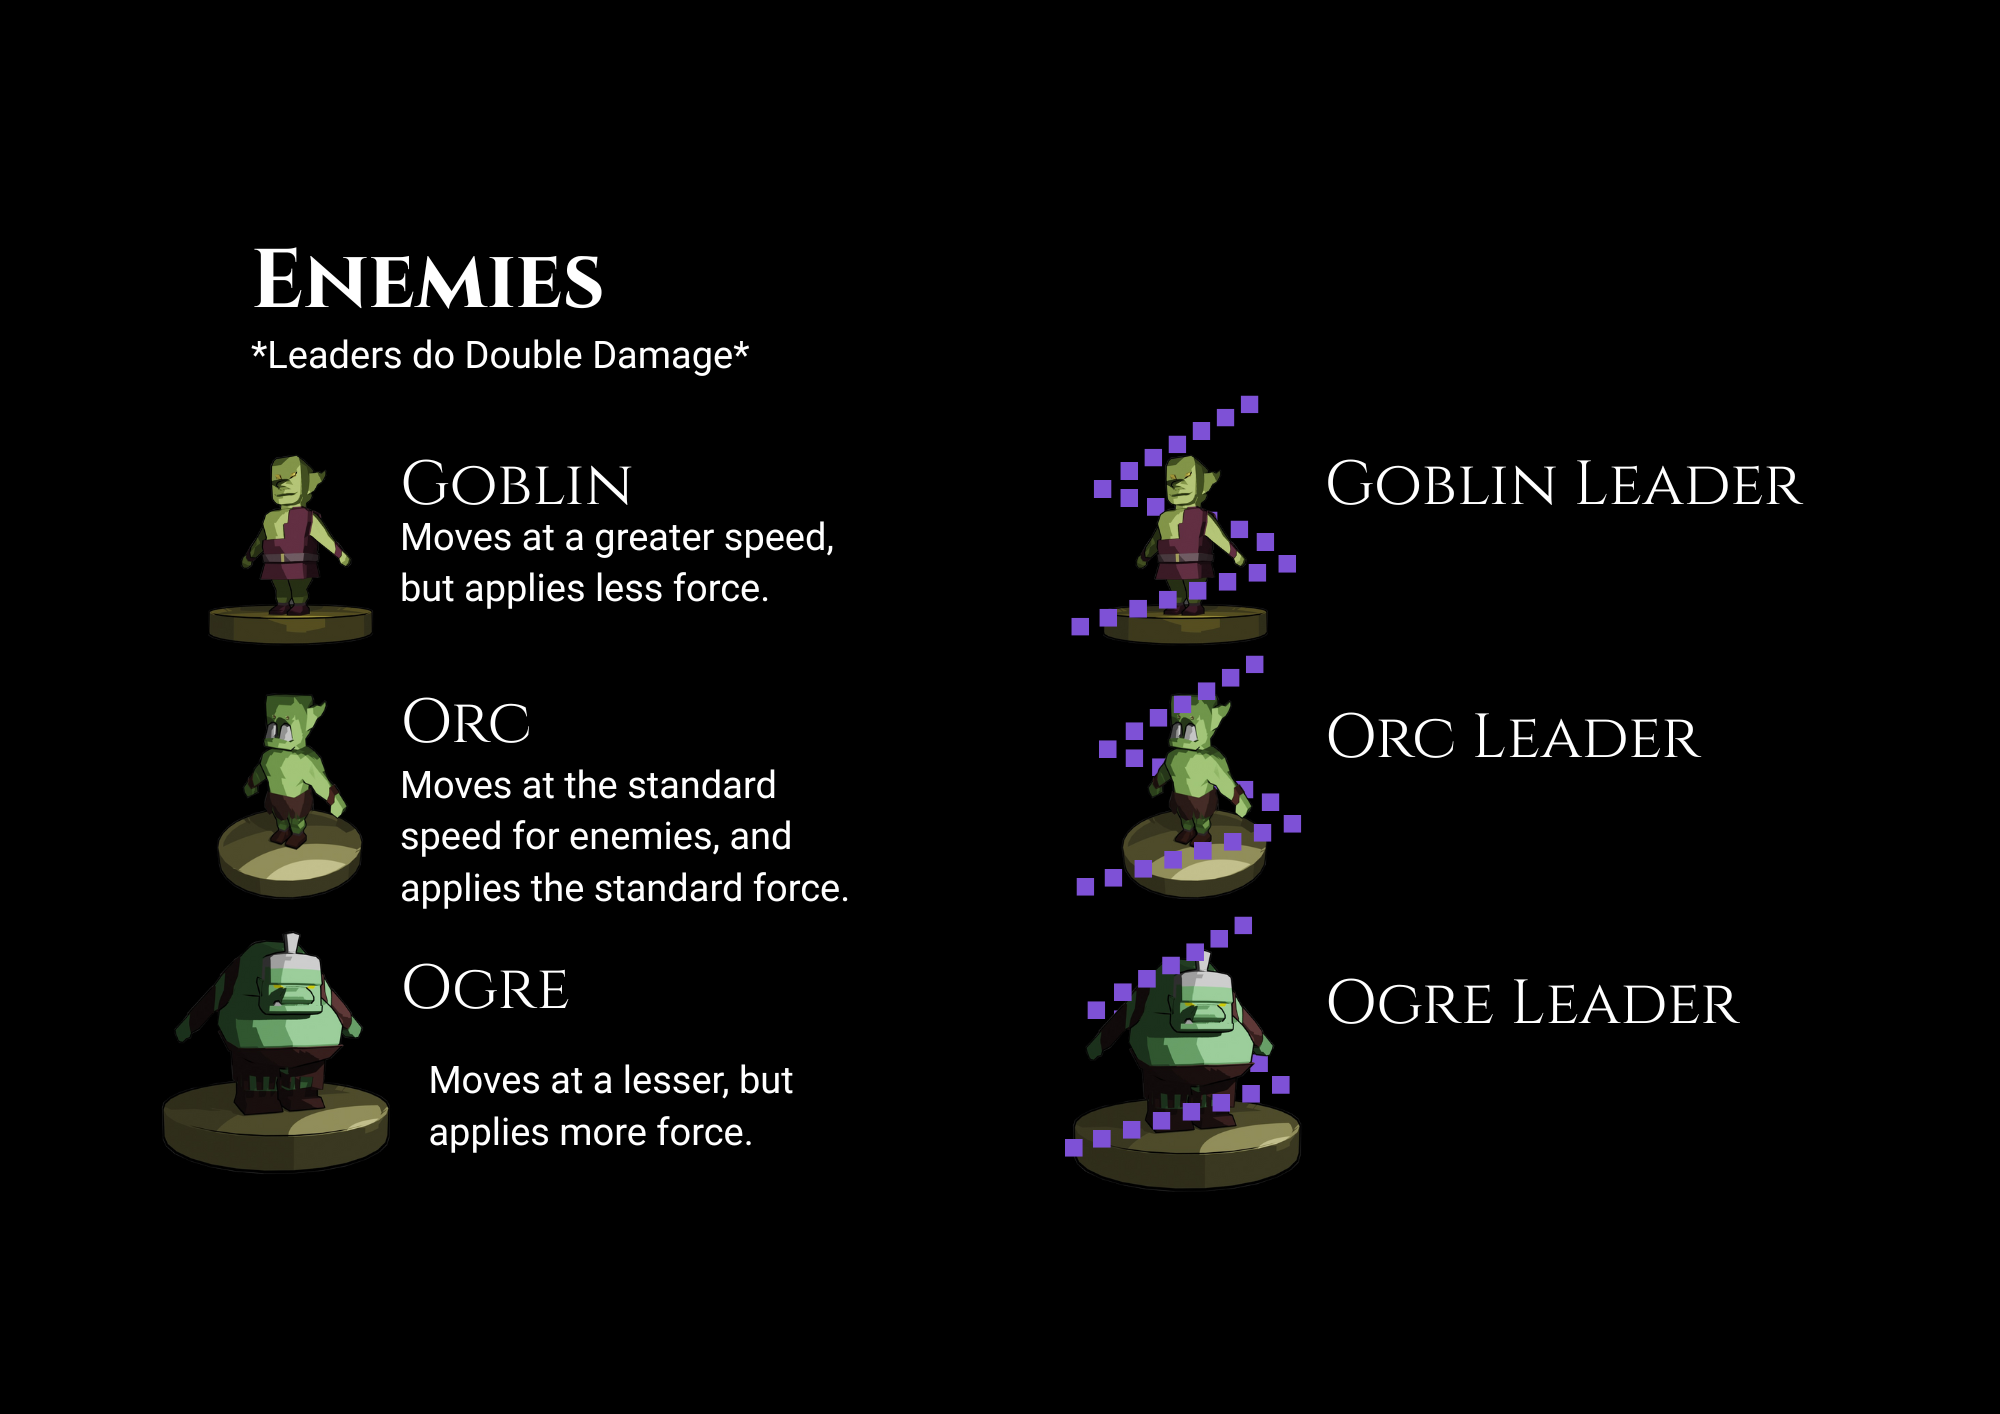 Enemies
*Leaders do Double Damage*
Goblin
Moves at a greater speed,
but applies less force.
Orc
Moves at the standard
speed for enemies, and
applies the standard force.
Ogre
Moves at a lesser, but
applies more force.
Goblin Leader
Orc Leader
Ogre Leader